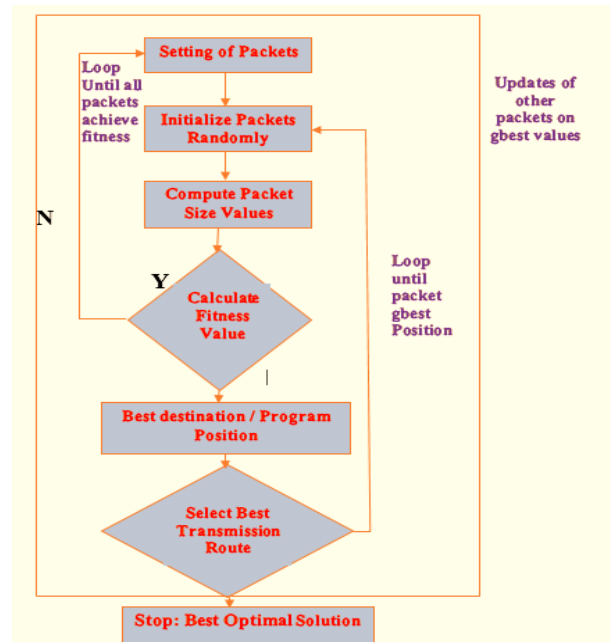 Setting of Packets
Loop
Until all
packets
achieve
fitness
Updates of
other
packets on
gbest values
Initialize Packets
Randomly
Compute Packet
Size Values
N
Y
Calculate
Fitness
Value
Loop
until
packet
gbest
Position
Best destination / Program
Position
Select Best
Transmission
Route
Stop: Best Optimal Solution